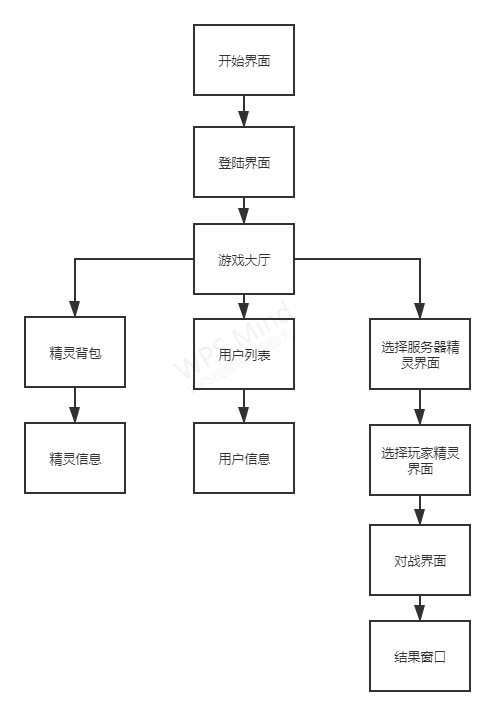 开始界面
登陆界面
游戏大厅
精灵背包
用户列表
选择服务器精
灵界面
精灵信息
用户信息
选择玩家精灵
界面
对战界面
结果窗口
WPS Mind